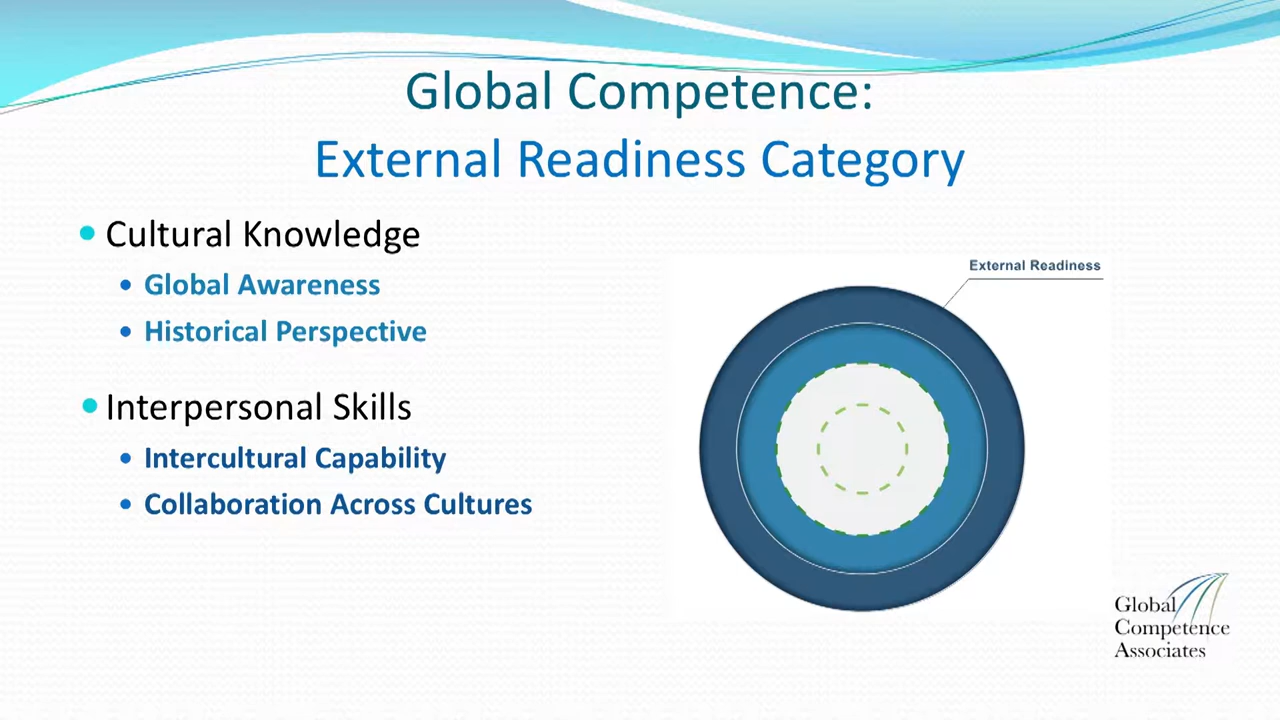 Global Competence:
External Readiness Category
Cultural Knowledge
Global Awareness
Historical Perspective
Interpersonal Skills
Intercultural Capability
Collaboration Across Cultures
External Readiness
Global
Competence
Associates